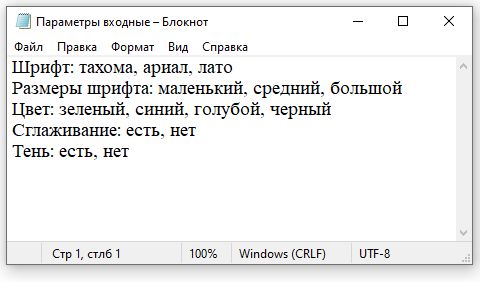 Параметры входные – Блокнот
Файл Правка Формат Вид Справка
Шрифт: тахома, ариал, лато
Размеры шрифта: маленький, средний, большой
Цвет: зеленый, синий, голубой, черный
Сглаживание: есть, нет
Тень: есть, нет
Стр 1, стлб 1 100% Windows (CRLF) UTF-8